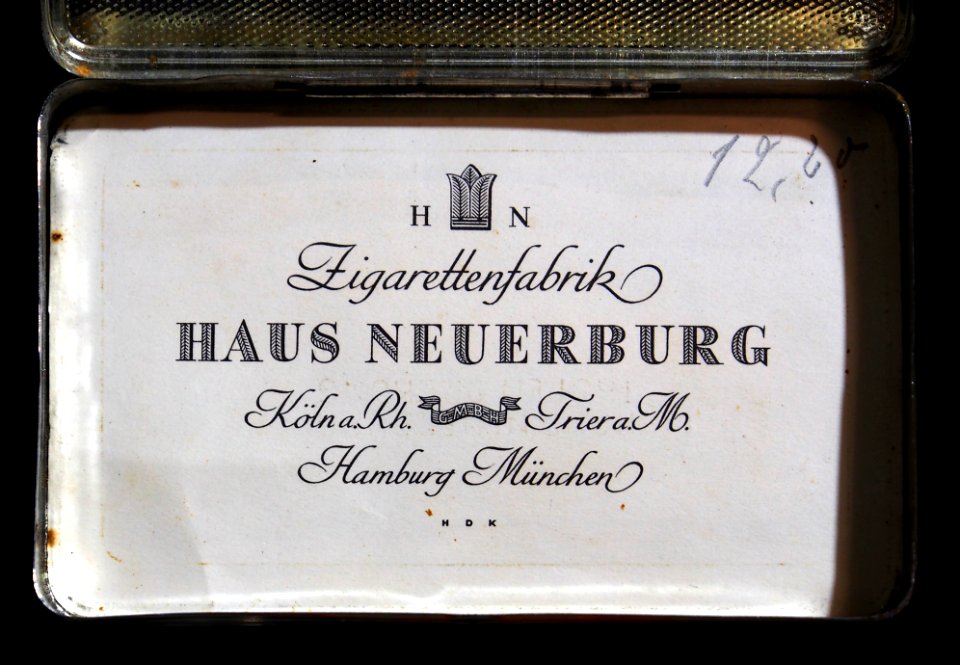 H N
Zigarettenfabrik
HAUS NEUERBURG
Köln a. Rh. G·M·B·H Trier a. M.
Hamburg München
H D K